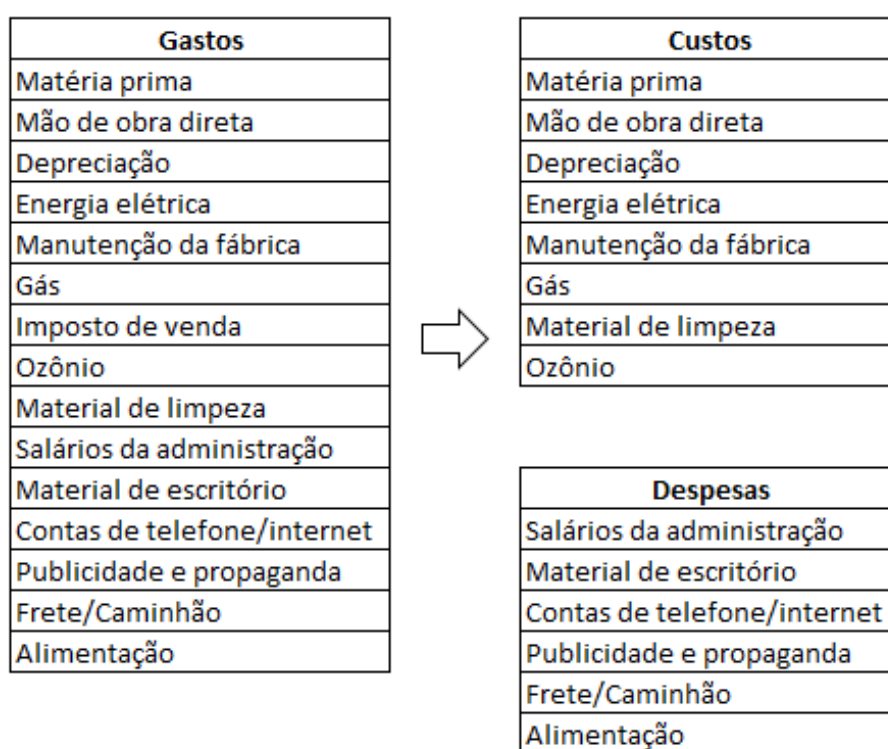 Gastos
Matéria prima
Mão de obra direta
Depreciação
Energia elétrica
Manutenção da fábrica
Gás
Imposto de venda
Ozônio
Material de limpeza
Salários da administração
Material de escritório
Contas de telefone/internet
Publicidade e propaganda
Frete/Caminhão
Alimentação
Custos
Matéria prima
Mão de obra direta
Depreciação
Energia elétrica
Manutenção da fábrica
Gás
Material de limpeza
Ozônio
Despesas
Salários da administração
Material de escritório
Contas de telefone/internet
Publicidade e propaganda
Frete/Caminhão
Alimentação